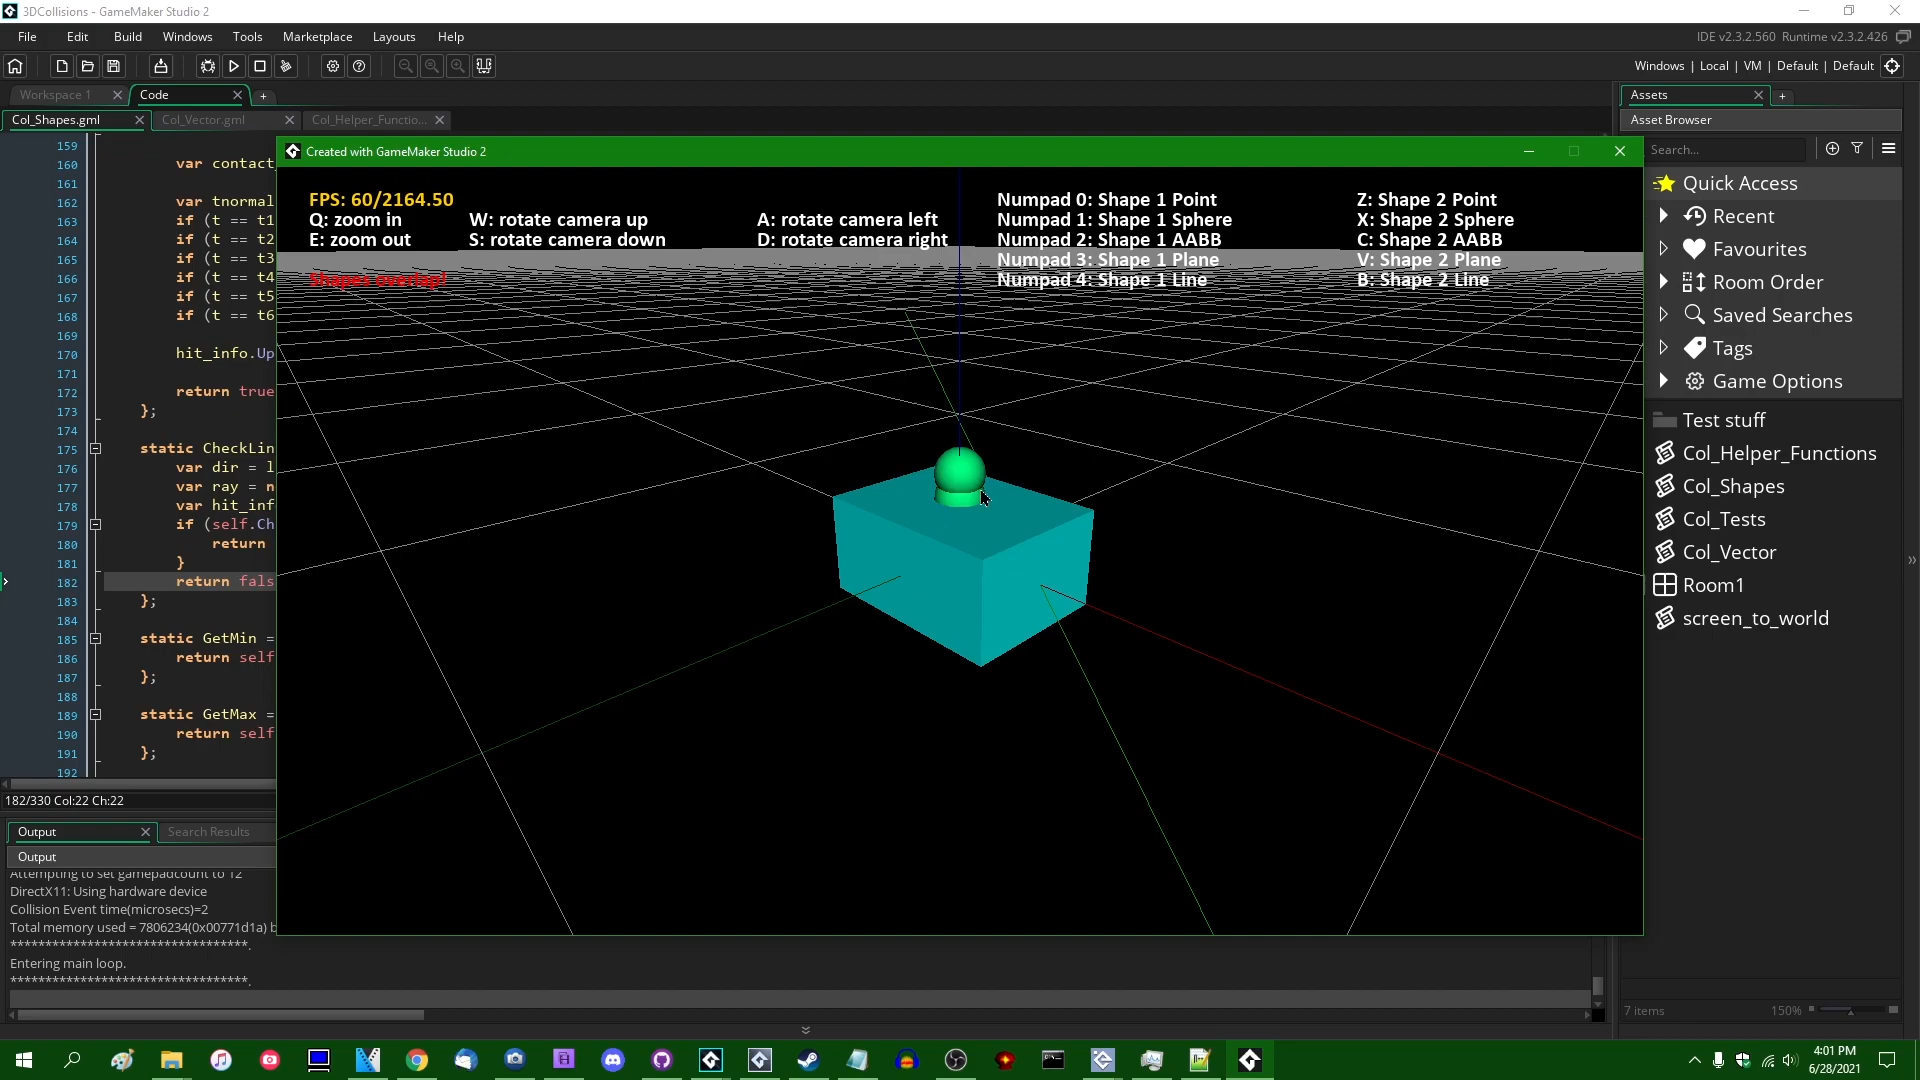 3DCollisions - GameMaker Studio 2
File Edit Build Windows Tools Marketplace Layouts Help
IDE v2.3.2.560 Runtime v2.3.2.426
Windows | Local | VM | Default | Default
Workspace 1
Code
Assets
Col_Shapes.gml
Col_Vector.gml
Col_Helper_Functio...
Asset Browser
Search...
159
160 var contact
161
162 var tnormal
163 if (t == t1
164 if (t == t2
165 if (t == t3
166 if (t == t4
167 if (t == t5
168 if (t == t6
169
170 hit_info.Up
171
172 return true
173 };
174
175 static CheckLin
176 var dir = l
177 var ray = n
178 var hit_inf
179 if (self.Ch
180 return
181 }
182 return fals
183 };
184
185 static GetMin =
186 return self
187 };
188
189 static GetMax =
190 return self
191 };
192
182/330 Col:22 Ch:22
Created with GameMaker Studio 2
FPS: 60/2164.50
Q: zoom in
W: rotate camera up
A: rotate camera left
E: zoom out
S: rotate camera down
D: rotate camera right
Shapes overlap!
Numpad 0: Shape 1 Point
Numpad 1: Shape 1 Sphere
Numpad 2: Shape 1 AABB
Numpad 3: Shape 1 Plane
Numpad 4: Shape 1 Line
Z: Shape 2 Point
X: Shape 2 Sphere
C: Shape 2 AABB
V: Shape 2 Plane
B: Shape 2 Line
Quick Access
Recent
Favourites
Room Order
Saved Searches
Tags
Game Options
Test stuff
Col_Helper_Functions
Col_Shapes
Col_Tests
Col_Vector
Room1
screen_to_world
7 items
150%
Output
Search Results
Output
Attempting to set gamepadcount to 12
DirectX11: Using hardware device
Collision Event time(microsecs)=2
Total memory used = 7806234(0x00771d1a) b
**********************************.
Entering main loop.
**********************************.
4:01 PM
6/28/2021